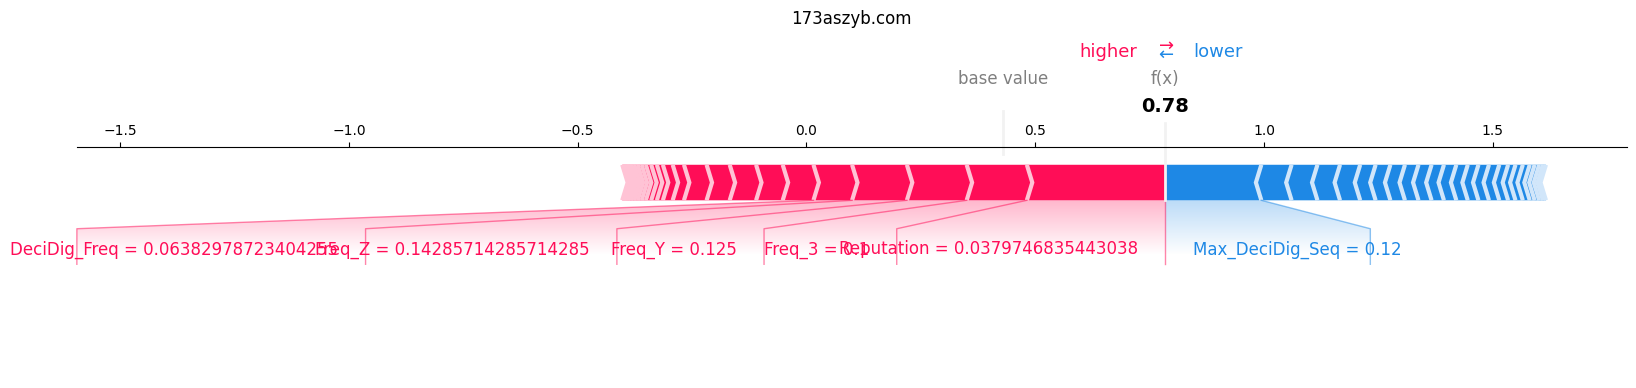 173aszyb.com
higher ⇄ lower
base value f(x)
0.78
−1.5 −1.0 −0.5 0.0 0.5 1.0 1.5
DeciDig_Freq = 0.06382978723404255 Freq_Z = 0.14285714285714285 Freq_Y = 0.125 Freq_3 = 0.1 Reputation = 0.0379746835443038 Max_DeciDig_Seq = 0.12